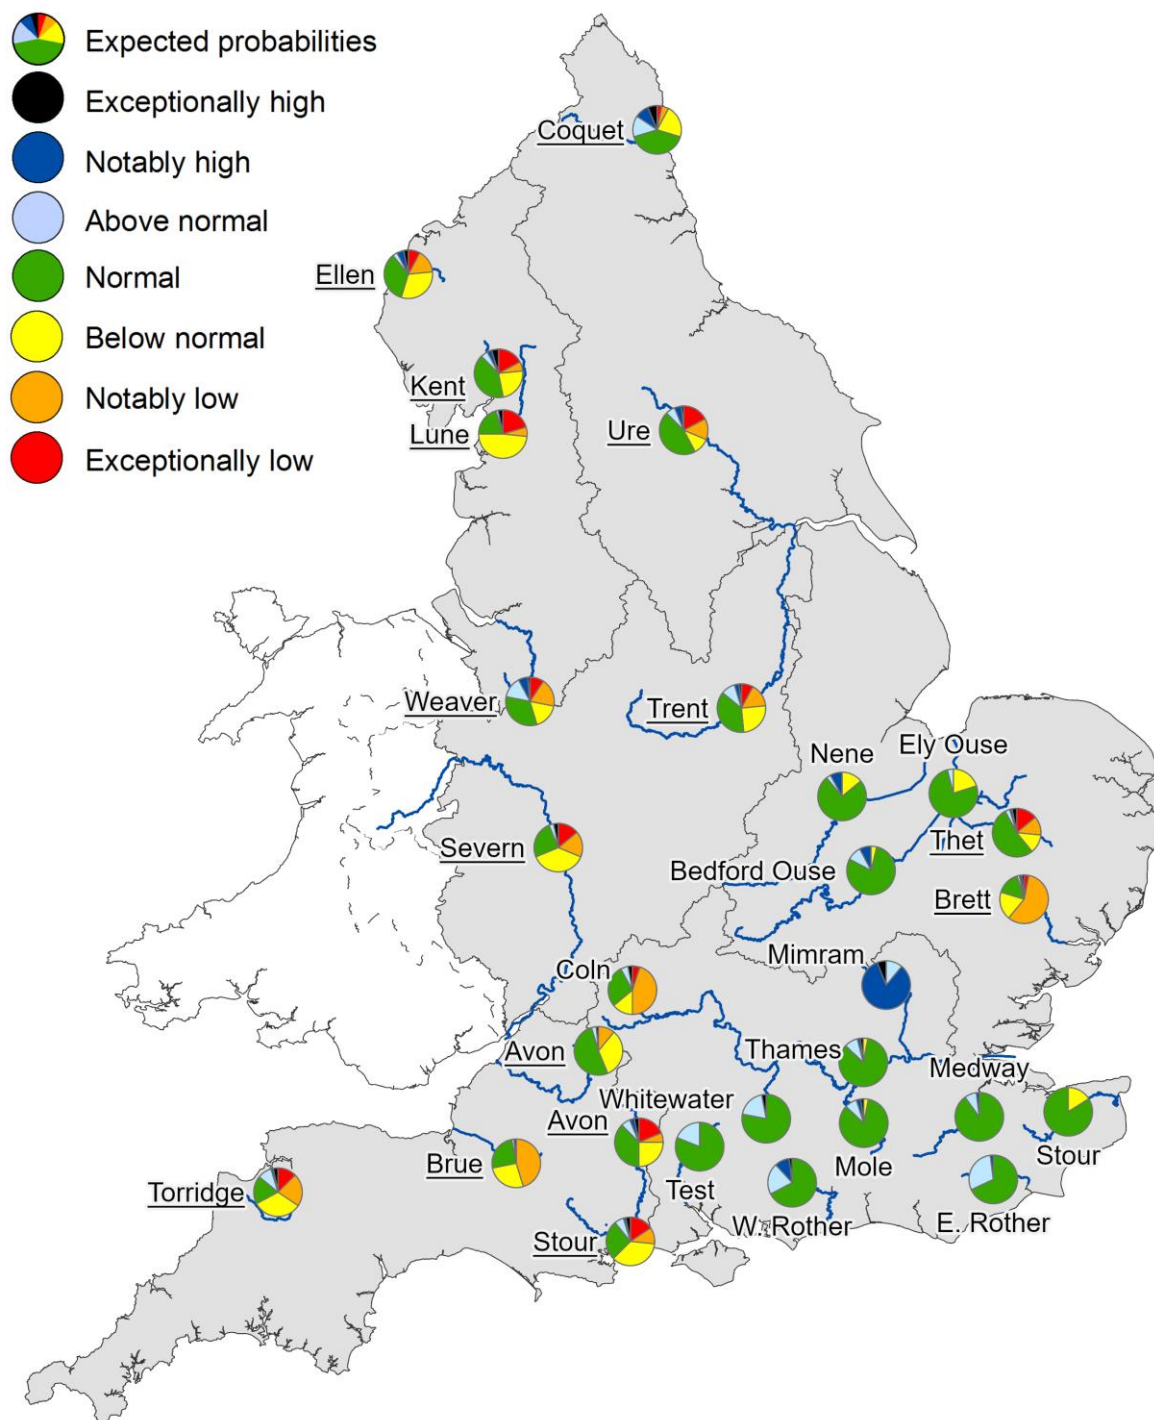 Expected probabilities
Exceptionally high
Notably high
Above normal
Normal
Below normal
Notably low
Exceptionally low
Coquet
Ellen
Kent
Lune
Ure
Weaver
Trent
Nene
Ely Ouse
Thet
Severn
Bedford Ouse
Brett
Mimram
Coln
Avon
Thames
Medway
Whitewater
Avon
Brue
Mole
Stour
Torridge
Test
W. Rother
E. Rother
Stour